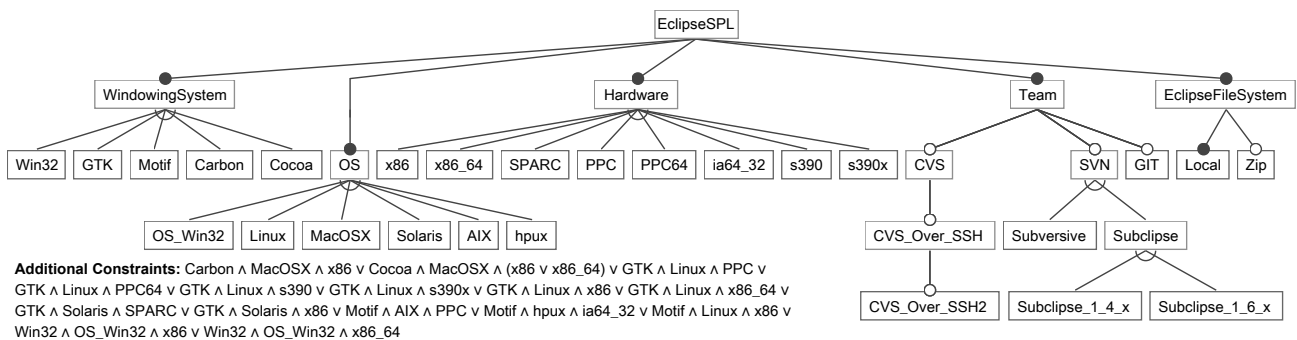 EclipseSPL
WindowingSystem Hardware Team EclipseFileSystem
Win32 GTK Motif Carbon Cocoa OS x86 x86_64 SPARC PPC PPC64 ia64_32 s390 s390x CVS SVN GIT Local Zip
OS_Win32 Linux MacOSX Solaris AIX hpux CVS_Over_SSH Subversive Subclipse
CVS_Over_SSH2 Subclipse_1_4_x Subclipse_1_6_x
Additional Constraints: Carbon ∧ MacOSX ∧ x86 ∨ Cocoa ∧ MacOSX ∧ (x86 ∨ x86_64) ∨ GTK ∧ Linux ∧ PPC ∨
GTK ∧ Linux ∧ PPC64 ∨ GTK ∧ Linux ∧ s390 ∨ GTK ∧ Linux ∧ s390x ∨ GTK ∧ Linux ∧ x86 ∨ GTK ∧ Linux ∧ x86_64 ∨
GTK ∧ Solaris ∧ SPARC ∨ GTK ∧ Solaris ∧ x86 ∨ Motif ∧ AIX ∧ PPC ∨ Motif ∧ hpux ∧ ia64_32 ∨ Motif ∧ Linux ∧ x86 ∨
Win32 ∧ OS_Win32 ∧ x86 ∨ Win32 ∧ OS_Win32 ∧ x86_64